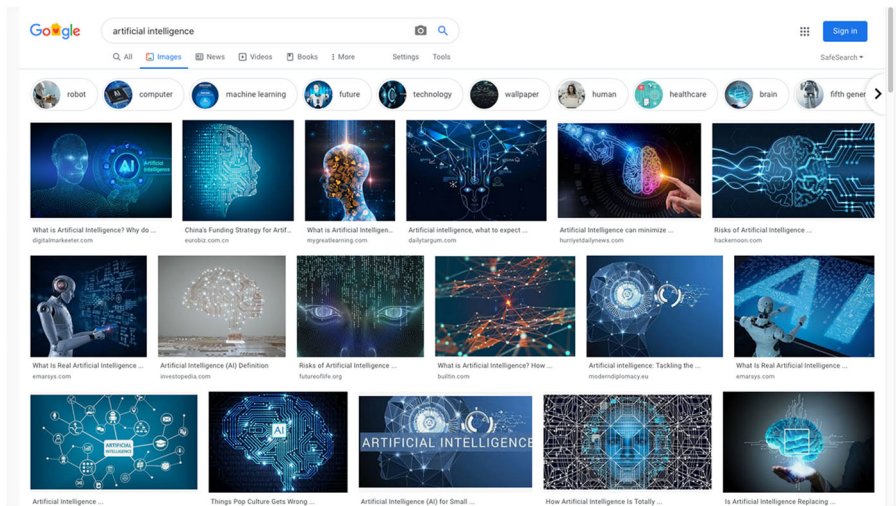 Google
artificial intelligence
Sign in
All Images News Videos Books More Settings Tools
SafeSearch
robot computer machine learning future technology wallpaper human healthcare brain fifth gener
AI Artificial Intelligence
What is Artificial Intelligence? Why do ... China's Funding Strategy for Artif... What is Artificial Intelligen... Artificial intelligence, what to expect ... Artificial Intelligence can minimize ... Risks of Artificial Intelligence ...
digitalmarketer.com eurobiz.com.cn mygreatlearning.com dailytargum.com hurriyetdailynews.com hackernoon.com
AI
What Is Real Artificial Intelligence ... Artificial Intelligence (AI) Definition Risks of Artificial Intelligence ... What is Artificial Intelligence? How ... Artificial intelligence: Tackling the ... What Is Real Artificial Intelligence ...
emarsys.com investopedia.com futureoflife.org builtin.com moderndiplomacy.eu emarsys.com
ARTIFICIAL
INTELLIGENCE
AI
ARTIFICIAL INTELLIGENCE
Artificial Intelligence ... Things Pop Culture Gets Wrong ... Artificial Intelligence (AI) for Small ... How Artificial Intelligence Is Totally ... Is Artificial Intelligence Replacing ...